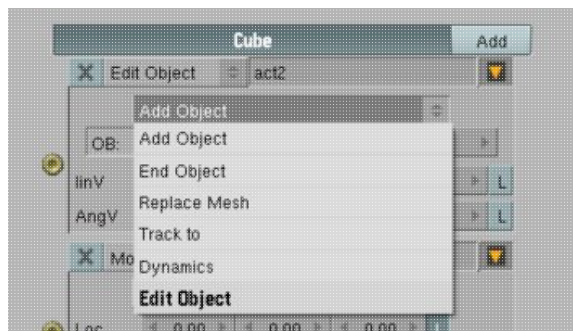 Cube Add
X Edit Object act2
Add Object
OB: Add Object
End Object
linV L
Replace Mesh
AngV L
Track to
X Mo
Dynamics
Edit Object
Loc 0.00 0.00 0.00 L